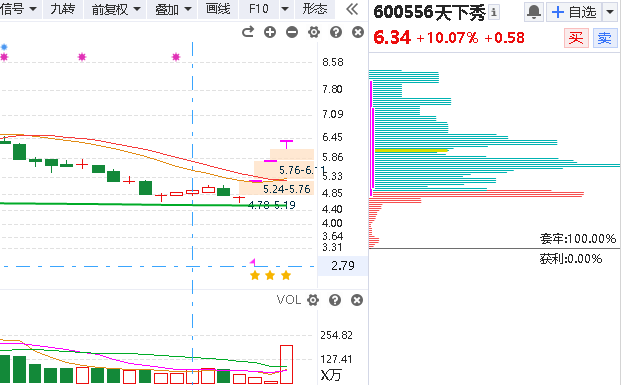 信号 九转 前复权 叠加 画线 F10 形态
600556天下秀
6.34 +10.07% +0.58
自选
买 卖
8.58
7.80
7.09
6.45
5.86
5.33
4.85
4.40
4.00
3.64
3.31
2.79
5.76-6.
5.24-5.76
4.78-5.19
套牢:100.00%
获利:0.00%
VOL
254.82
127.41
X万